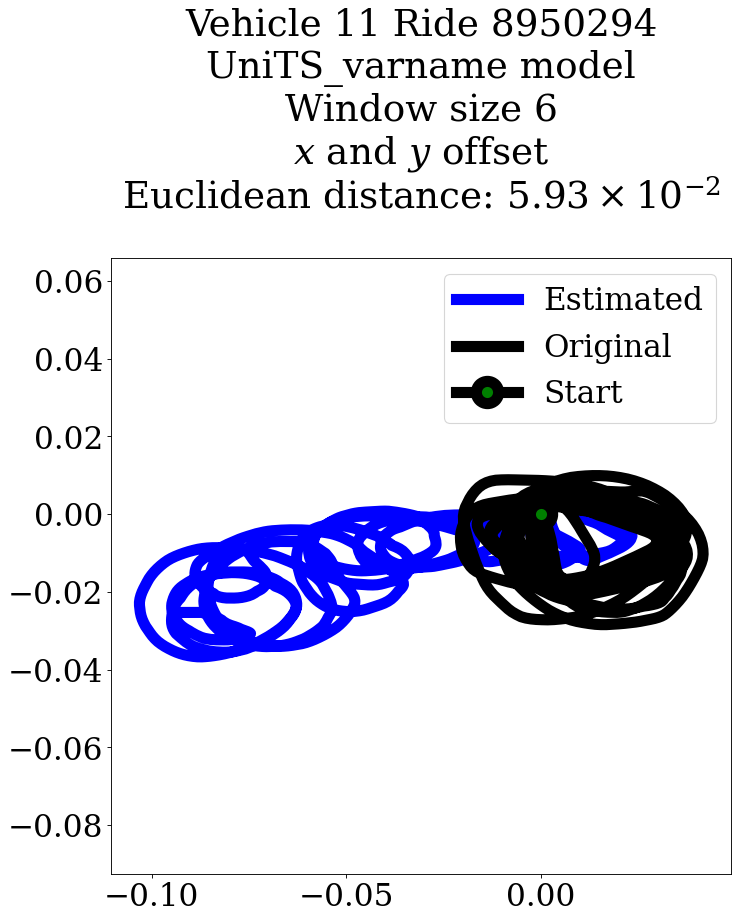 Vehicle 11 Ride 8950294
UniTS_varname model
Window size 6
x and y offset
Euclidean distance: 5.93 × 10⁻²
Estimated
Original
Start
0.06
0.04
0.02
0.00
−0.02
−0.04
−0.06
−0.08
−0.10 −0.05 0.00